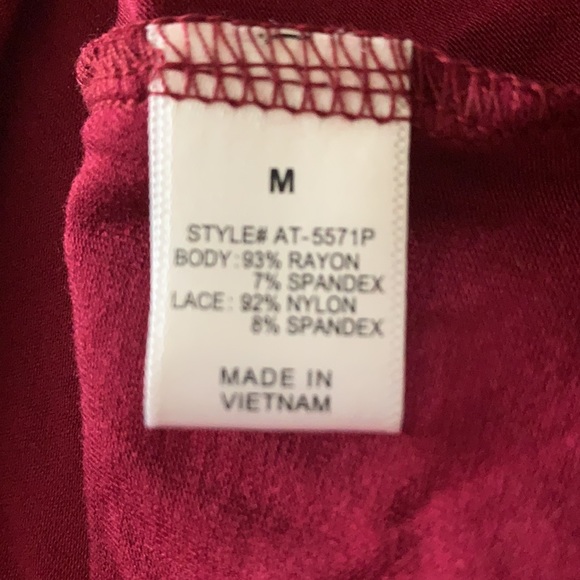 M
STYLE# AT-5571P
BODY: 93% RAYON
7% SPANDEX
LACE: 92% NYLON
8% SPANDEX
MADE IN
VIETNAM